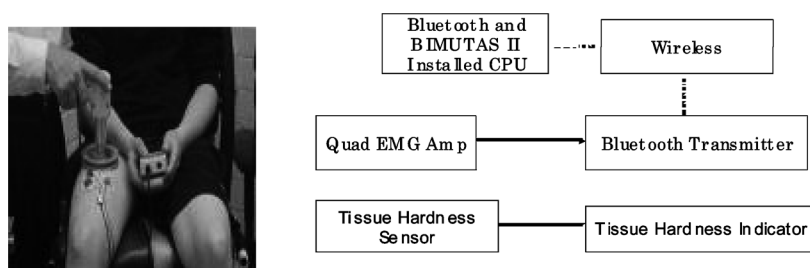 Bluetooth and
BIMUTAS II
Installed CPU
Wireless
Quad EMG Amp
Bluetooth Transmitter
Tissue Hardness
Sensor
Tissue Hardness Indicator